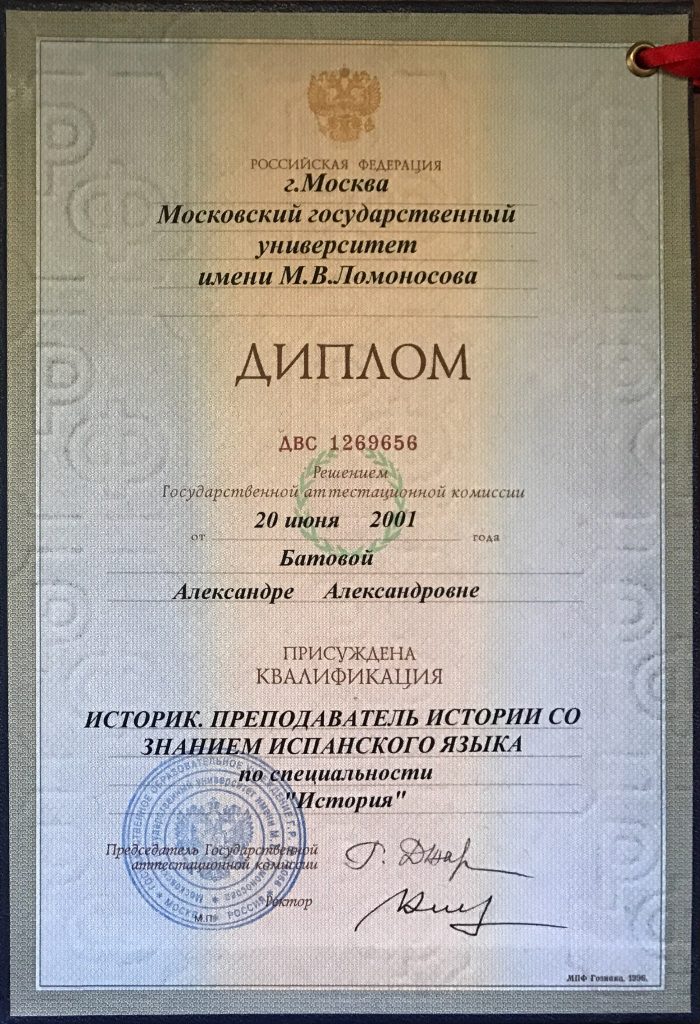 РОССИЙСКАЯ ФЕДЕРАЦИЯ
г.Москва
Московский государственный
университет
имени М.В.Ломоносова
ДИПЛОМ
ДВС 1269656
Решением
Государственной аттестационной комиссии
от 20 июня 2001 года
Батовой
Александре Александровне
ПРИСУЖДЕНА
КВАЛИФИКАЦИЯ
ИСТОРИК. ПРЕПОДАВАТЕЛЬ ИСТОРИИ СО
ЗНАНИЕМ ИСПАНСКОГО ЯЗЫКА
по специальности
"История"
Председатель Государственной
аттестационной комиссии
Ректор
М.П.
МОСКВА РОССИЯ
МПФ Гознака. 1996.